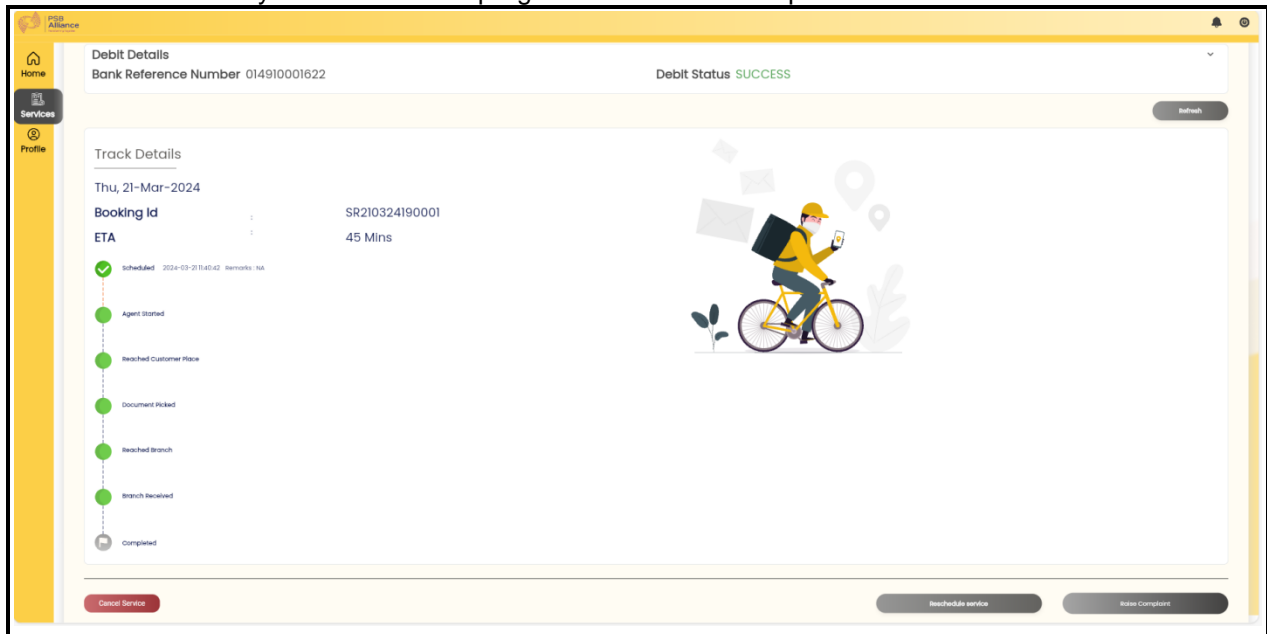 PSB
Alliance
Home
Services
Profile
Debit Details
Bank Reference Number 014910001622
Debit Status SUCCESS
Refresh
Track Details
Thu, 21-Mar-2024
Booking Id : SR210324190001
ETA : 45 Mins
Scheduled 2024-03-21 11:40:42 Remarks : NA
Agent Started
Reached Customer Place
Document Picked
Reached Branch
Branch Received
Completed
Cancel Service
Reschedule service
Raise Complaint